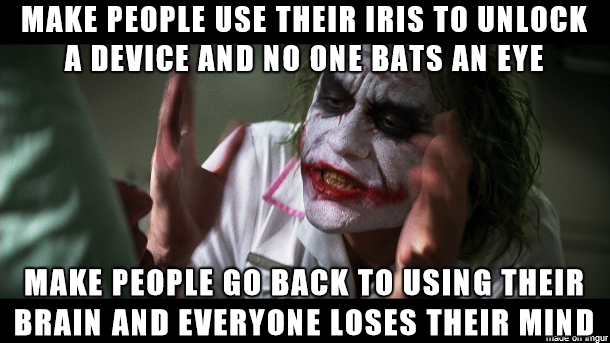 MAKE PEOPLE USE THEIR IRIS TO UNLOCK
A DEVICE AND NO ONE BATS AN EYE
MAKE PEOPLE GO BACK TO USING THEIR
BRAIN AND EVERYONE LOSES THEIR MIND
made on imgur